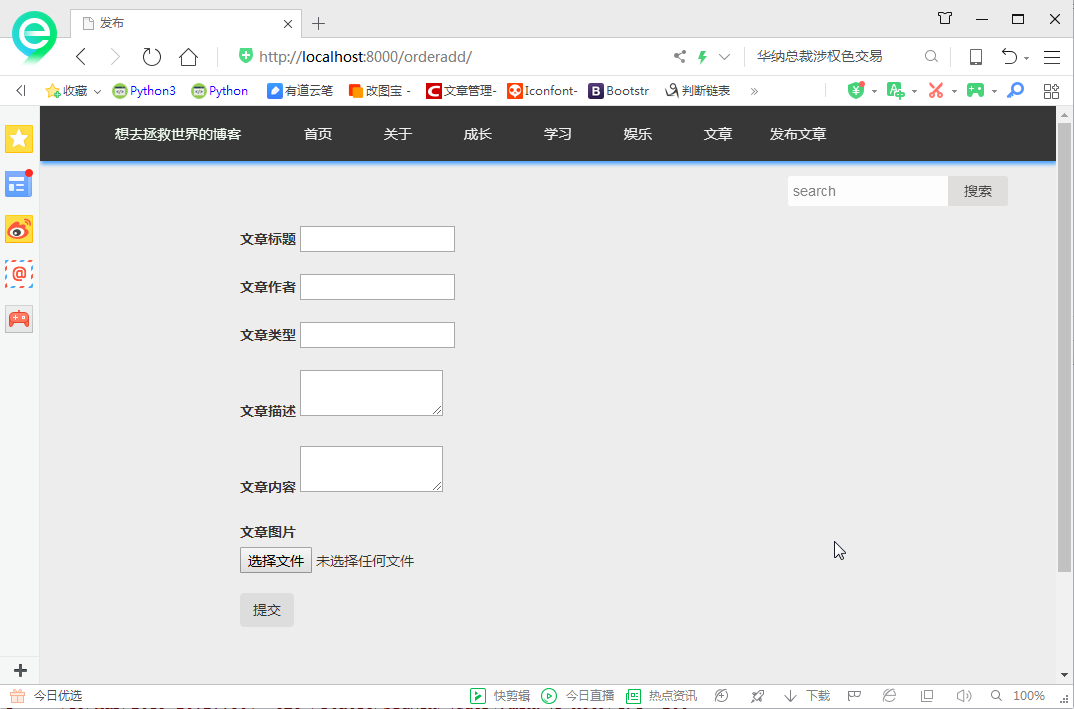 发布
http://localhost:8000/orderadd/
华纳总裁涉权色交易
收藏 Python3 Python 有道云笔 改图宝 - 文章管理- Iconfont- Bootstr 判断链表 »
想去拯救世界的博客 首页 关于 成长 学习 娱乐 文章 发布文章
search 搜索
文章标题
文章作者
文章类型
文章描述
文章内容
文章图片
选择文件 未选择任何文件
提交
今日优选 快剪辑 今日直播 热点资讯 下载 100%